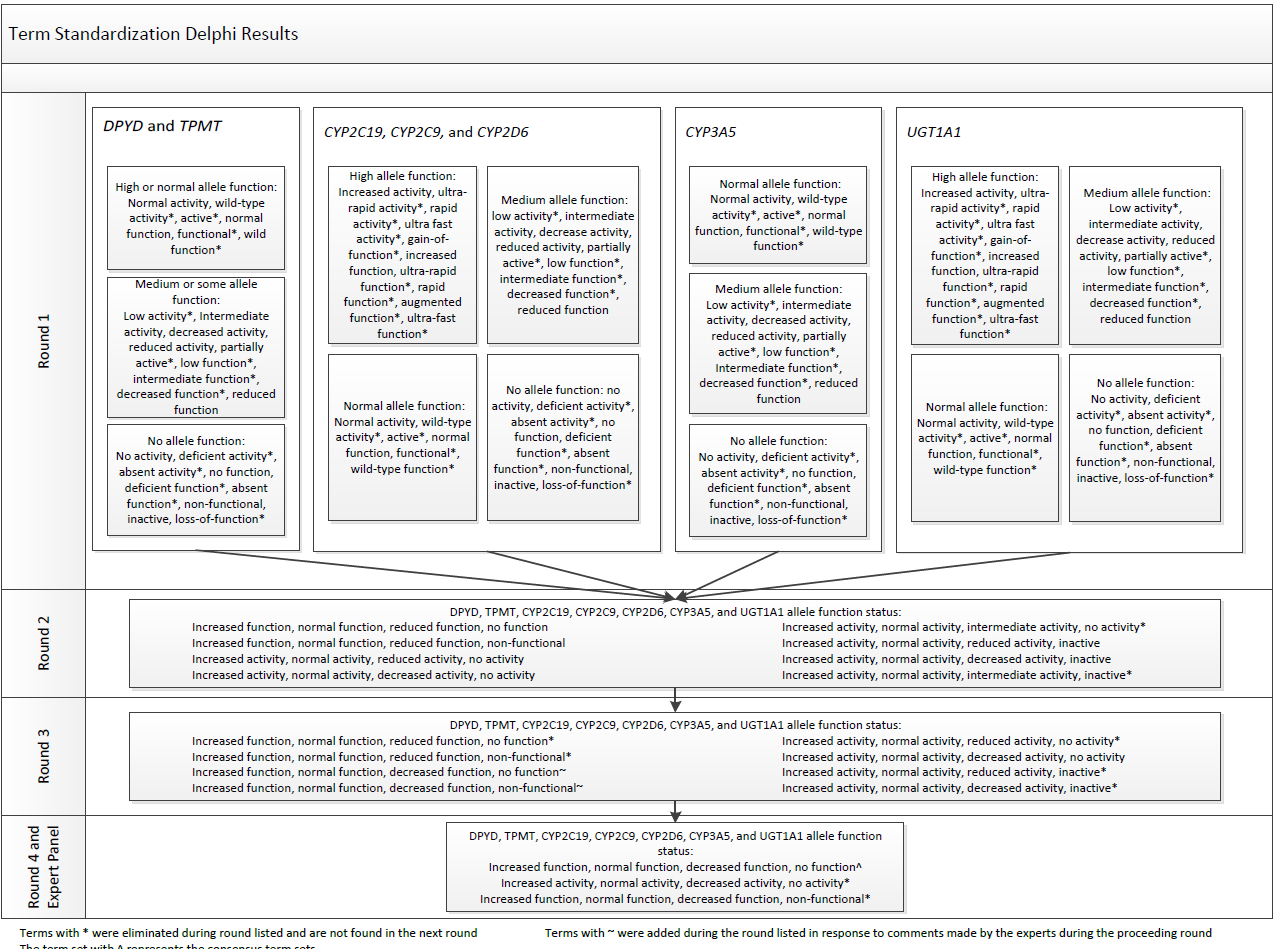 Term Standardization Delphi Results
Round 1
DPYD and TPMT
High or normal allele function:
Normal activity, wild-type
activity*, active*, normal
function, functional*, wild
function*
Medium or some allele
function:
Low activity*, Intermediate
activity, decreased activity,
reduced activity, partially
active*, low function*,
intermediate function*,
decreased function*, reduced
function
No allele function:
No activity, deficient activity*,
absent activity*, no function,
deficient function*, absent
function*, non-functional,
inactive, loss-of-function*
CYP2C19, CYP2C9, and CYP2D6
High allele function:
Increased activity, ultra-
rapid activity*, rapid
activity*, ultra fast
activity*, gain-of-
function*, increased
function, ultra-rapid
function*, rapid
function*, augmented
function*, ultra-fast
function*
Medium allele function:
low activity*, intermediate
activity, decrease activity,
reduced activity, partially
active*, low function*,
intermediate function*,
decreased function*,
reduced function
Normal allele function:
Normal activity, wild-type
activity*, active*, normal
function, functional*,
wild-type function*
No allele function: no
activity, deficient activity*,
absent activity*, no
function, deficient
function*, absent
function*, non-functional,
inactive, loss-of-function*
CYP3A5
Normal allele function:
Normal activity, wild-type
activity*, active*, normal
function, functional*, wild-type
function*
Medium allele function:
Low activity*, intermediate
activity, decreased activity,
reduced activity, partially
active*, low function*,
Intermediate function*,
decreased function*, reduced
function
No allele function:
No activity, deficient activity*,
absent activity*, no function,
deficient function*, absent
function*, non-functional,
inactive, loss-of-function*
UGT1A1
High allele function:
Increased activity, ultra-
rapid activity*, rapid
activity*, ultra fast
activity*, gain-of-
function*, increased
function, ultra-rapid
function*, rapid
function*, augmented
function*, ultra-fast
function*
Medium allele function:
Low activity*,
intermediate activity,
decrease activity, reduced
activity, partially active*,
low function*,
intermediate function*,
decreased function*,
reduced function
Normal allele function:
Normal activity, wild-type
activity*, active*, normal
function, functional*,
wild-type function*
No allele function:
No activity, deficient
activity*, absent activity*,
no function, deficient
function*, absent
function*, non-functional,
inactive, loss-of-function*
Round 2
DPYD, TPMT, CYP2C19, CYP2C9, CYP2D6, CYP3A5, and UGT1A1 allele function status:
Increased function, normal function, reduced function, no function
Increased function, normal function, reduced function, non-functional
Increased activity, normal activity, reduced activity, no activity
Increased activity, normal activity, decreased activity, no activity
Increased activity, normal activity, intermediate activity, no activity*
Increased activity, normal activity, reduced activity, inactive
Increased activity, normal activity, decreased activity, inactive
Increased activity, normal activity, intermediate activity, inactive*
Round 3
DPYD, TPMT, CYP2C19, CYP2C9, CYP2D6, CYP3A5, and UGT1A1 allele function status:
Increased function, normal function, reduced function, no function*
Increased function, normal function, reduced function, non-functional*
Increased function, normal function, decreased function, no function~
Increased function, normal function, decreased function, non-functional~
Increased activity, normal activity, reduced activity, no activity*
Increased activity, normal activity, decreased activity, no activity
Increased activity, normal activity, reduced activity, inactive*
Increased activity, normal activity, decreased activity, inactive*
Round 4 and
Expert Panel
DPYD, TPMT, CYP2C19, CYP2C9, CYP2D6, CYP3A5, and UGT1A1 allele function
status:
Increased function, normal function, decreased function, no function^
Increased activity, normal activity, decreased activity, no activity*
Increased function, normal function, decreased function, non-functional*
Terms with * were eliminated during round listed and are not found in the next round
Terms with ~ were added during the round listed in response to comments made by the experts during the proceeding round
The term set with ^ represents the consensus term sets